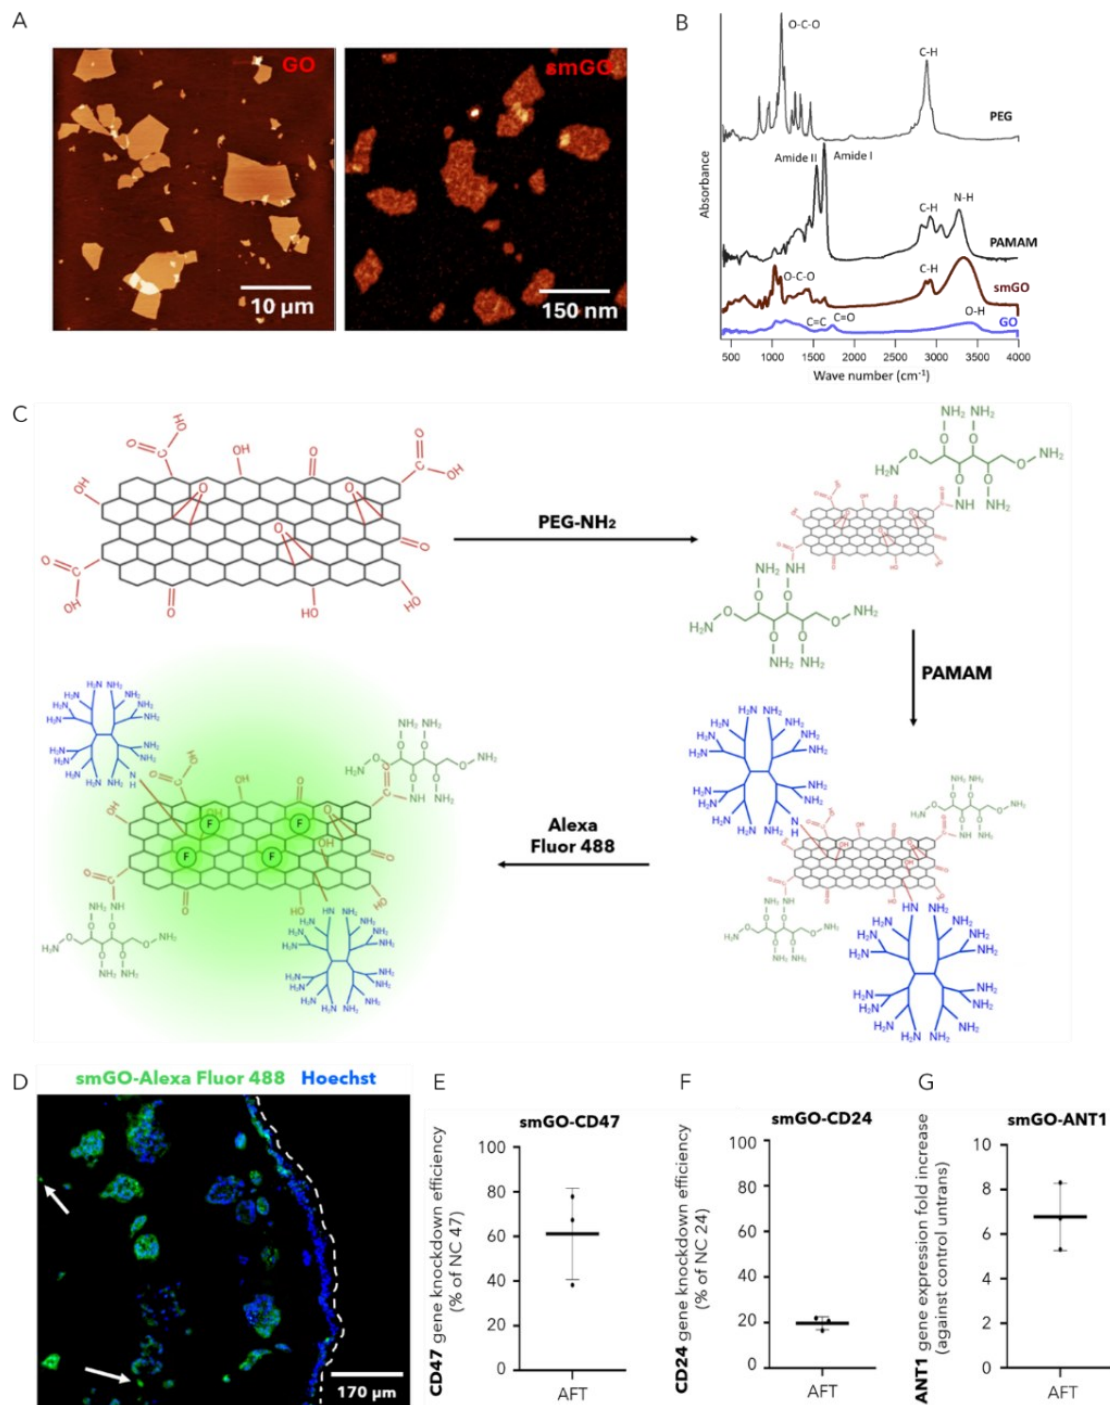 A
GO
10 µm
smGO
150 nm
B
O-C-O
C-H
PEG
Amide II
Amide I
C-H
N-H
PAMAM
O-C-O
C-H
smGO
C=C
C=O
O-H
GO
Absorbance
500 1000 1500 2000 2500 3000 3500 4000
Wave number (cm⁻¹)
C
PEG-NH₂
PAMAM
Alexa
Fluor 488
D
smGO-Alexa Fluor 488 Hoechst
170 µm
E
smGO-CD47
CD47 gene knockdown efficiency
(% of NC 47)
100
80
60
40
20
0
AFT
F
smGO-CD24
CD24 gene knockdown efficiency
(% of NC 24)
100
80
60
40
20
0
AFT
G
smGO-ANT1
ANT1 gene expression fold increase
(against control untrans)
10
8
6
4
2
0
AFT